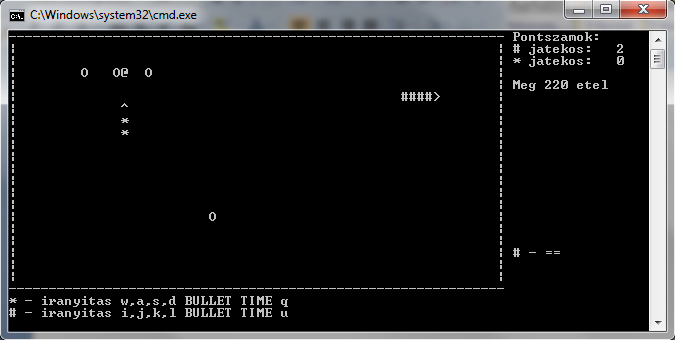 C:\Windows\system32\cmd.exe
Pontszamok:
# jatekos: 2
* jatekos: 0
O O@ O
Meg 220 etel
####>
^
*
*
O
# - ==
* - iranyitas w,a,s,d BULLET TIME q
# - iranyitas i,j,k,l BULLET TIME u